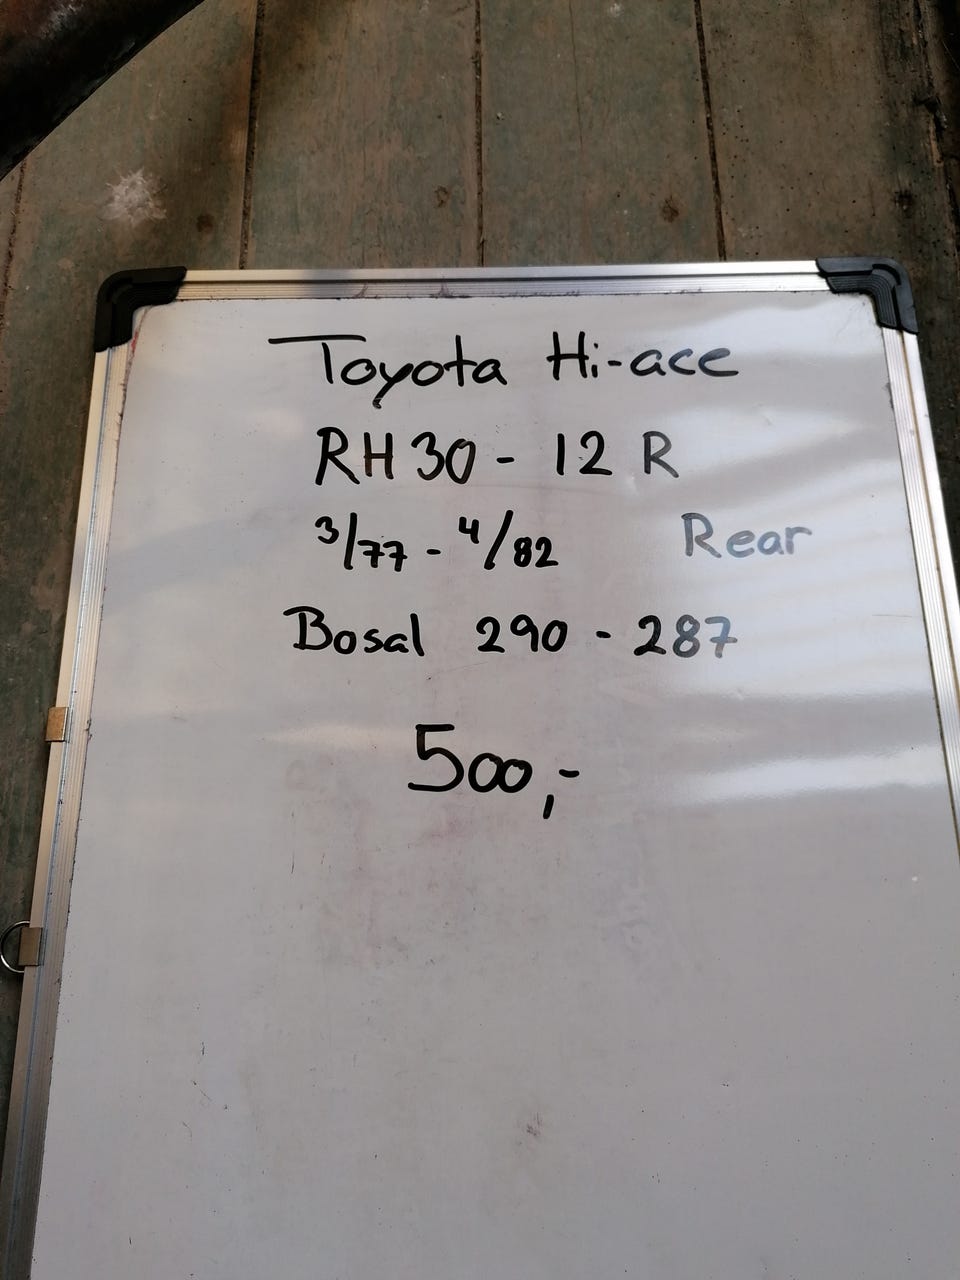 Toyota Hi-ace
RH30 - 12 R
3/77 - 4/82 Rear
Bosal 290 - 287
500,-